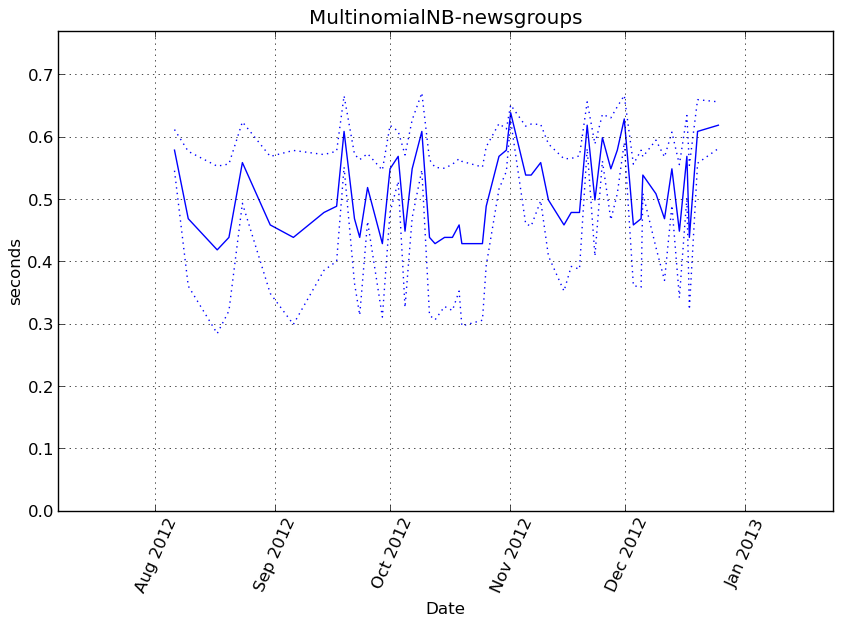 MultinomialNB-newsgroups
0.7
0.6
0.5
0.4
0.3
0.2
0.1
0.0
seconds
Aug 2012
Sep 2012
Oct 2012
Nov 2012
Dec 2012
Jan 2013
Date